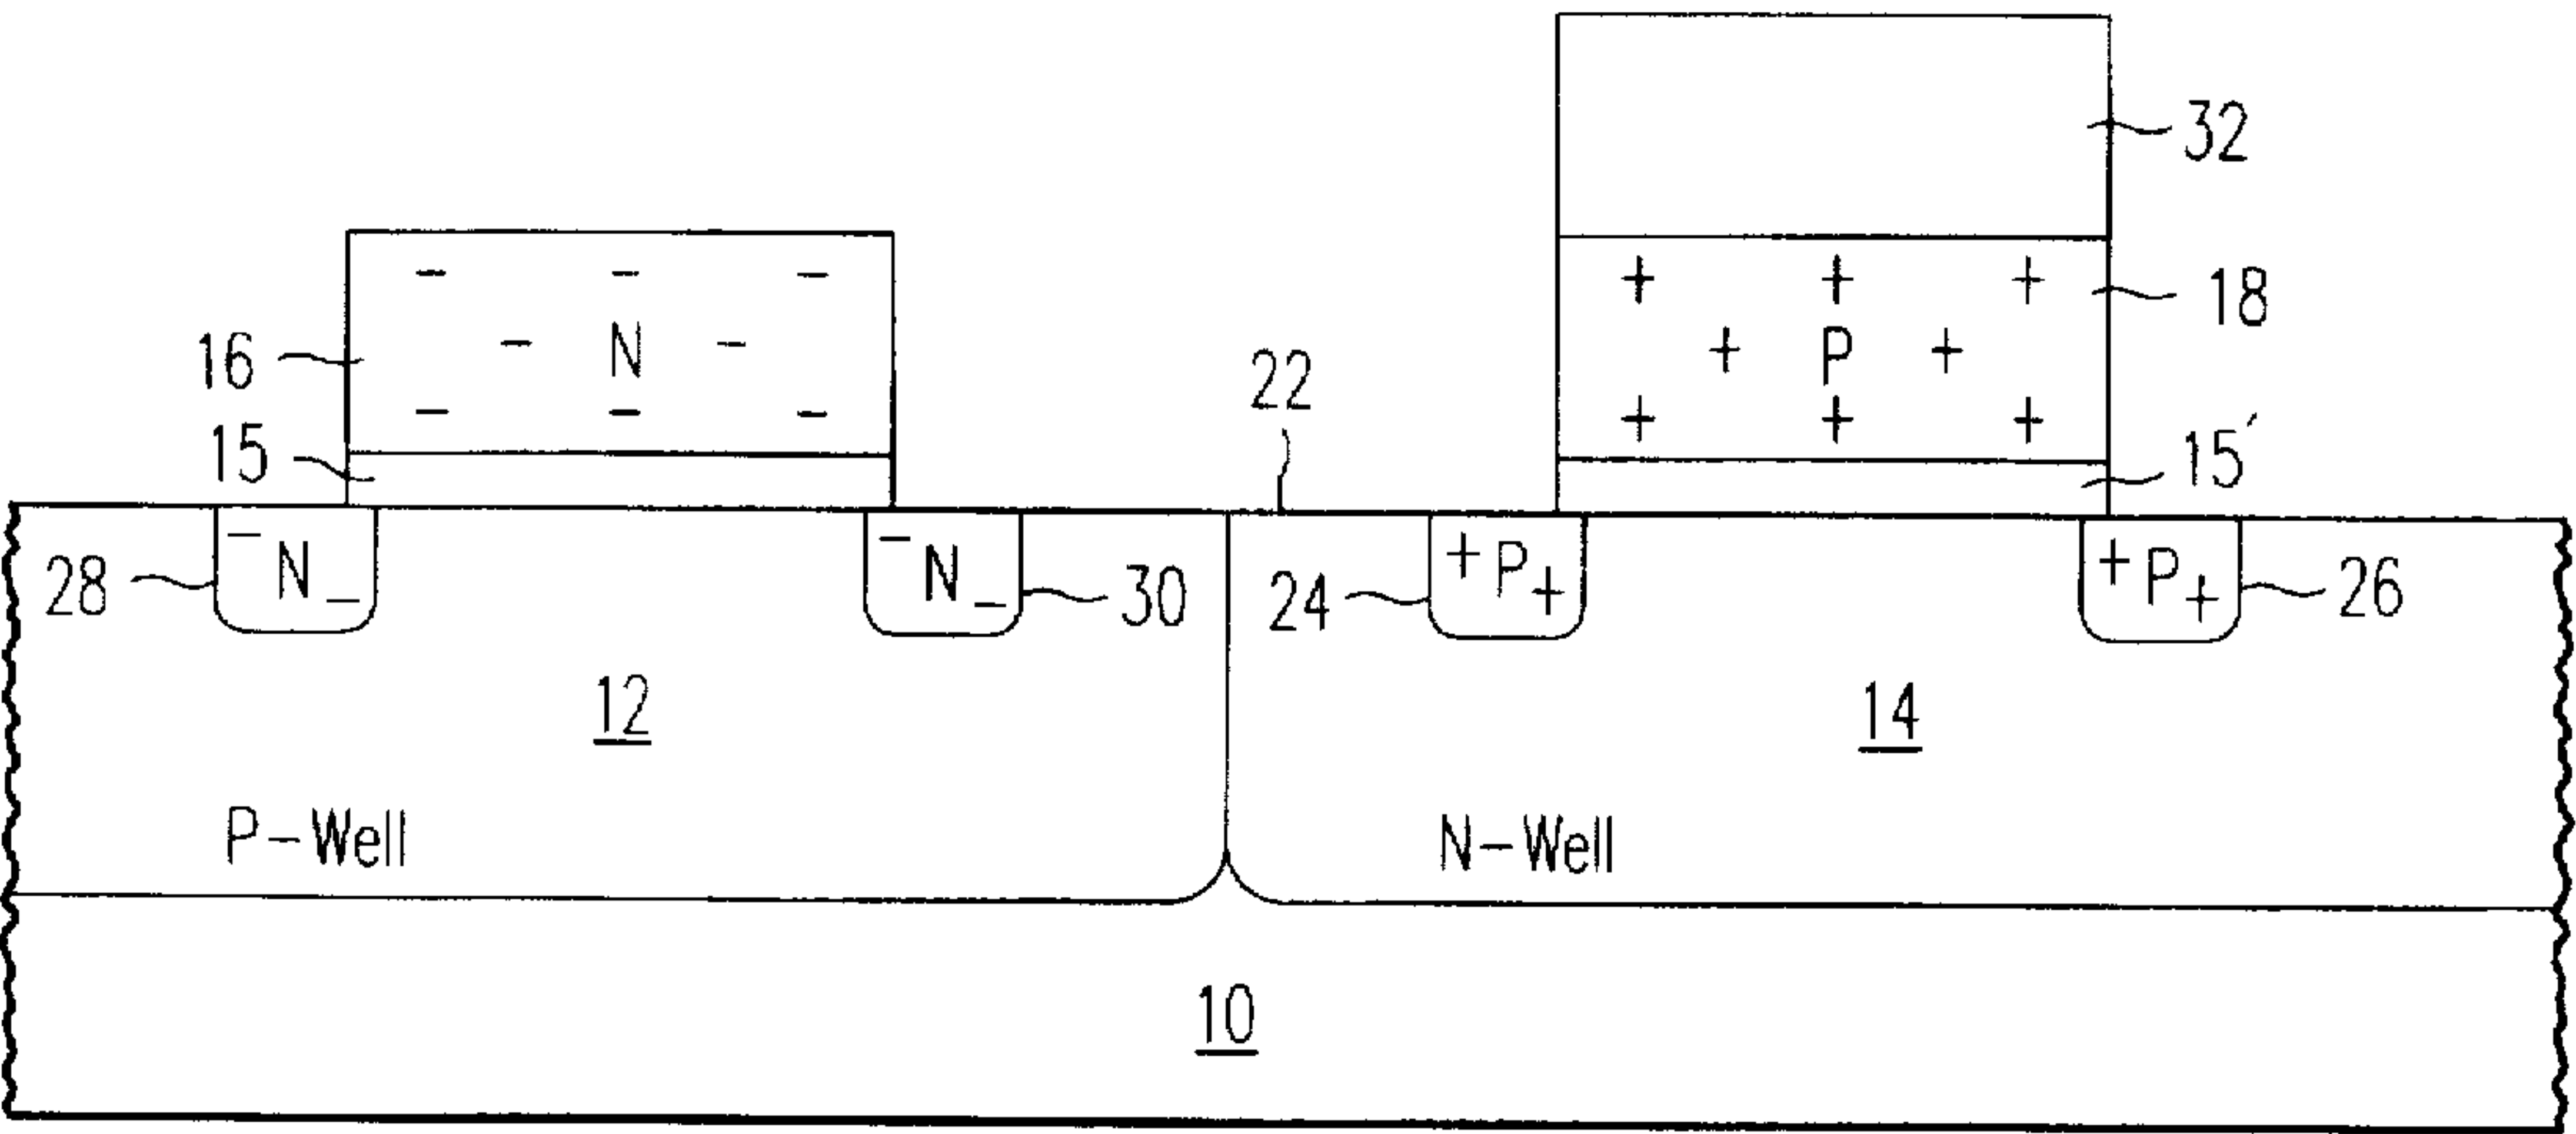 32
- - -
+ + +
18
16
- N -
+ P +
22
- - -
+ + +
15
15'
28
- N -
- N -
30
24
+ P +
+ P +
26
12
14
P-Well
N-Well
10